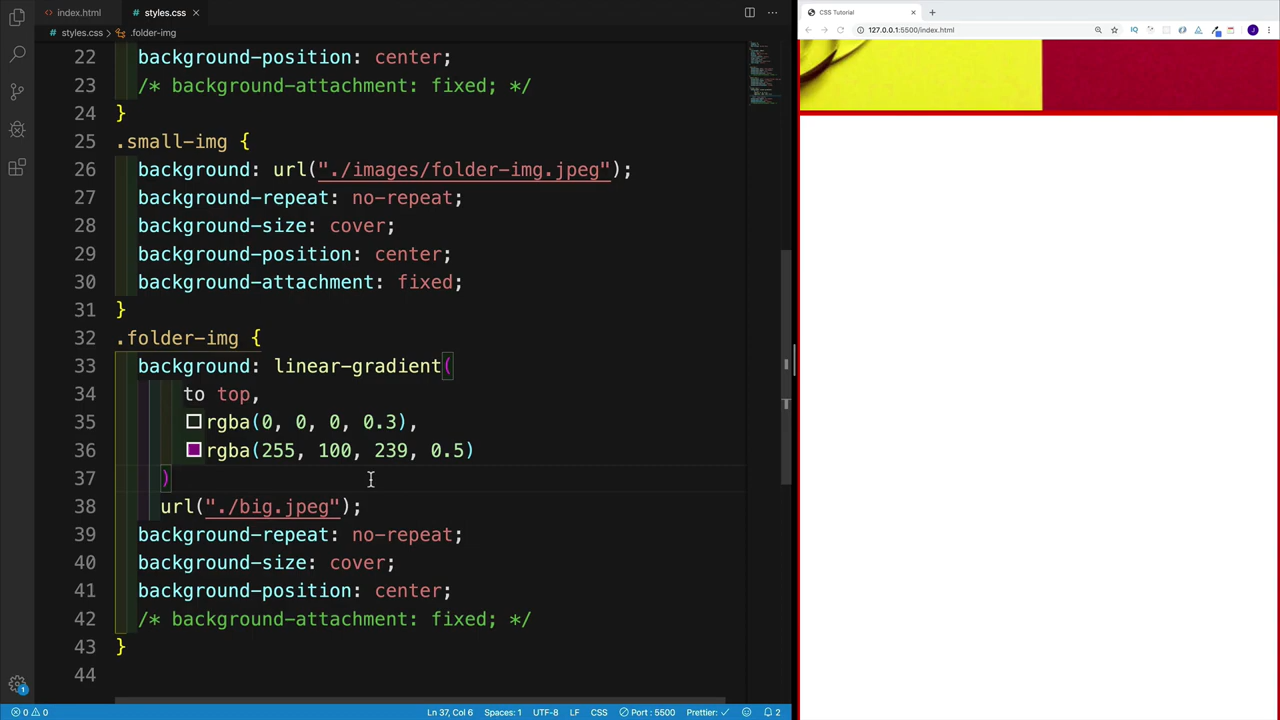 index.html
styles.css ×
CSS Tutorial ×
styles.css > .folder-img
127.0.0.1:5500/index.html
22 background-position: center;
23 /* background-attachment: fixed; */
24 }
25 .small-img {
26 background: url("./images/folder-img.jpeg");
27 background-repeat: no-repeat;
28 background-size: cover;
29 background-position: center;
30 background-attachment: fixed;
31 }
32 .folder-img {
33 background: linear-gradient(
34 to top,
35 rgba(0, 0, 0, 0.3),
36 rgba(255, 100, 239, 0.5)
37 )
38 url("./big.jpeg");
39 background-repeat: no-repeat;
40 background-size: cover;
41 background-position: center;
42 /* background-attachment: fixed; */
43 }
44
1
0 0 Ln 37, Col 6 Spaces: 1 UTF-8 LF CSS Port : 5500 Prettier: ✓ 2